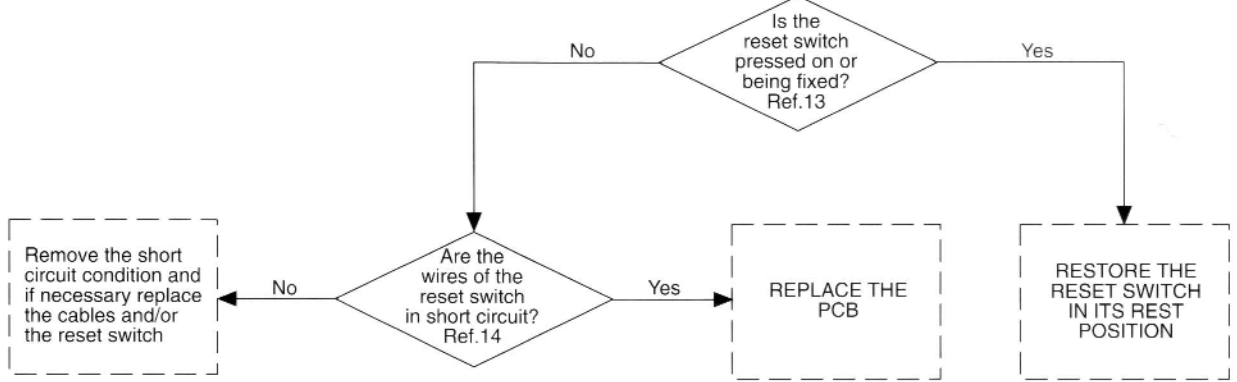 Is the
reset switch
pressed on or
being fixed?
Ref.13
No
Yes
Remove the short
circuit condition and
if necessary replace
the cables and/or
the reset switch
No
Are the
wires of the
reset switch
in short circuit?
Ref.14
Yes
REPLACE THE
PCB
RESTORE THE
RESET SWITCH
IN ITS REST
POSITION